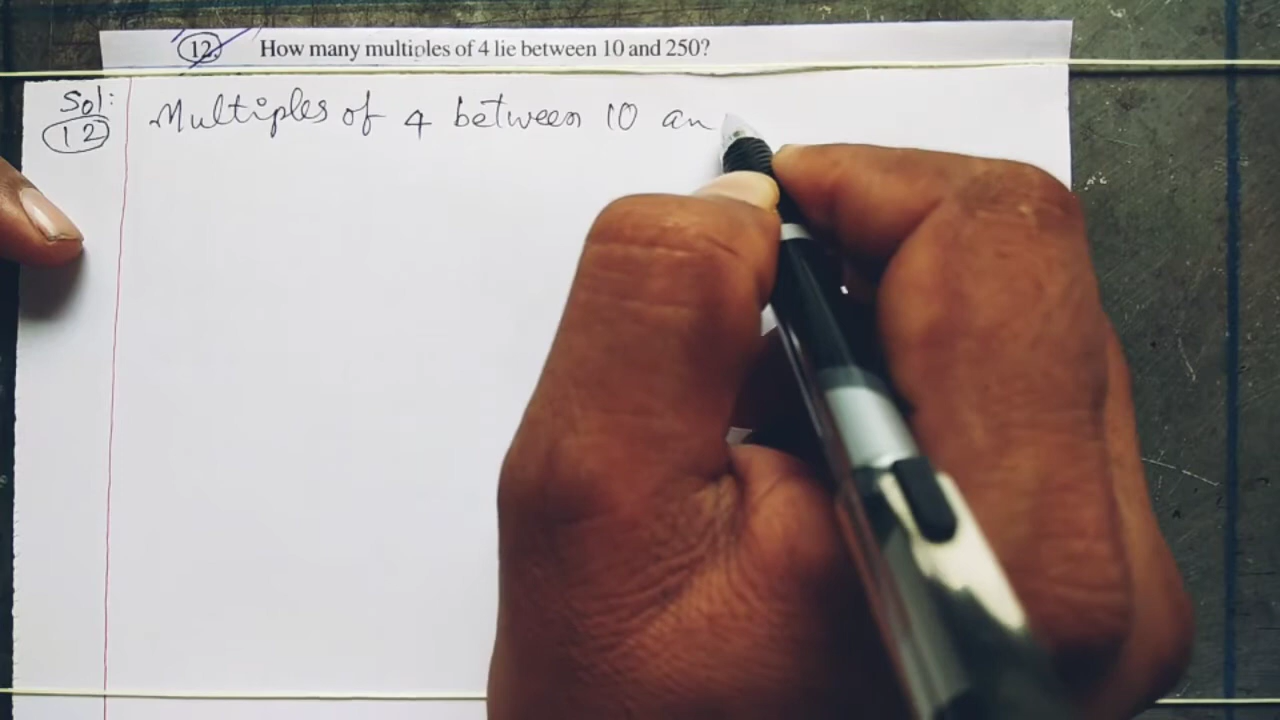 12. How many multiples of 4 lie between 10 and 250?
Sol:
12 Multiples of 4 between 10 an